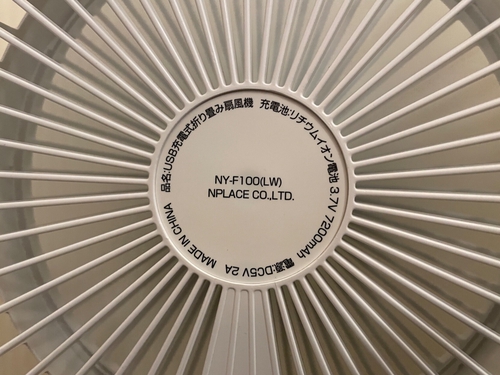 品名:USB充電式折り畳み扇風機 充電池:リチウムイオン電池 3.7V 7200mAh
電源:DC5V 2A MADE IN CHINA
NY-F100(LW)
NPLACE CO.,LTD.